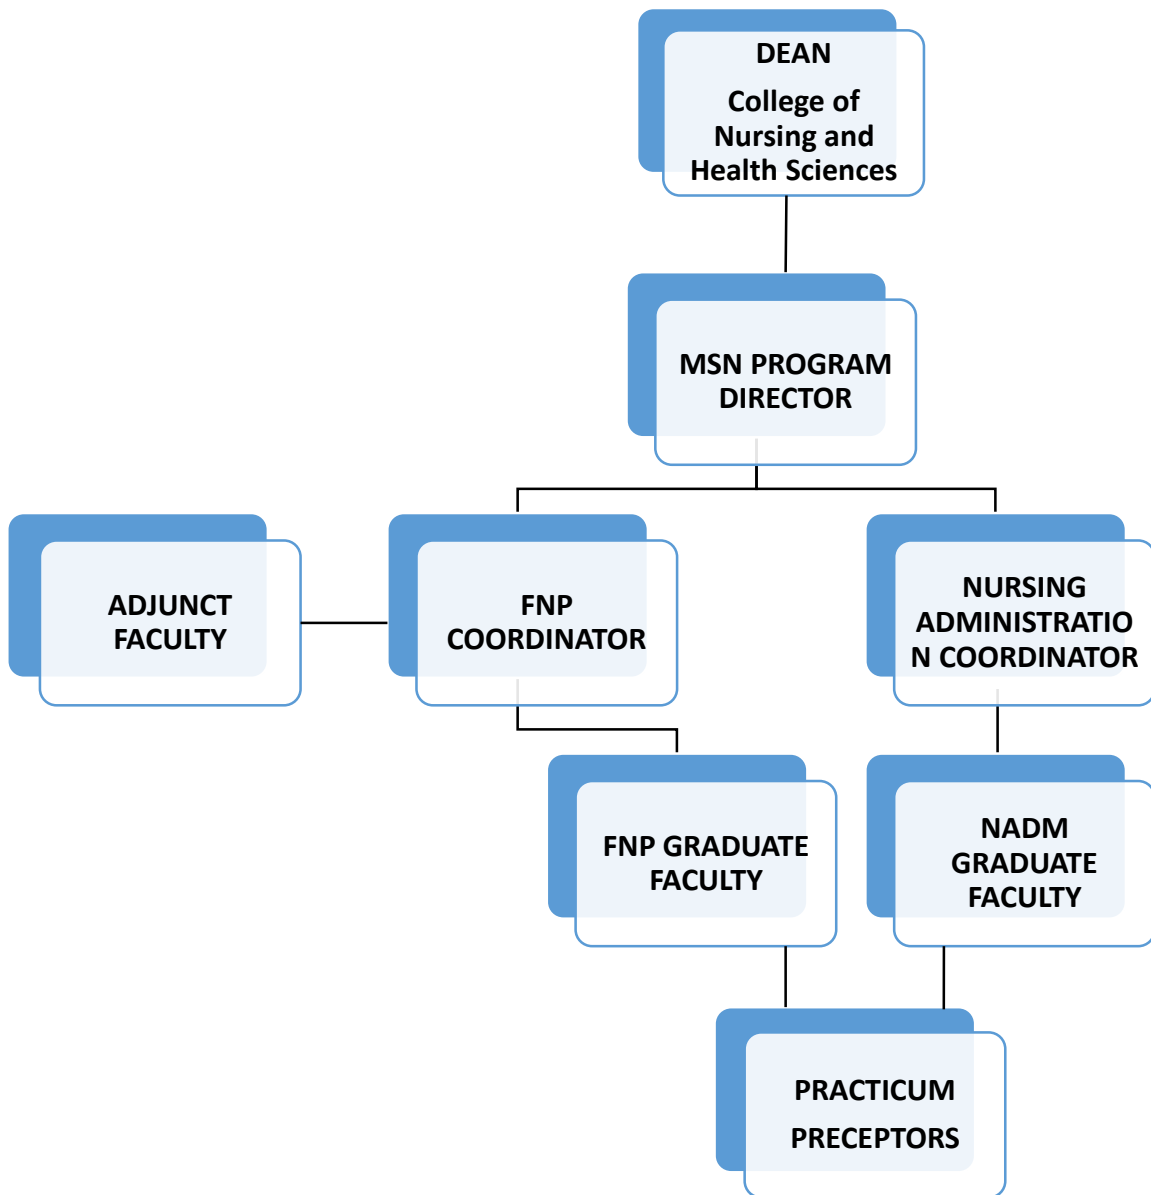 DEAN
College of
Nursing and
Health Sciences
MSN PROGRAM
DIRECTOR
ADJUNCT
FACULTY
FNP
COORDINATOR
NURSING
ADMINISTRATIO
N COORDINATOR
FNP GRADUATE
FACULTY
NADM
GRADUATE
FACULTY
PRACTICUM
PRECEPTORS